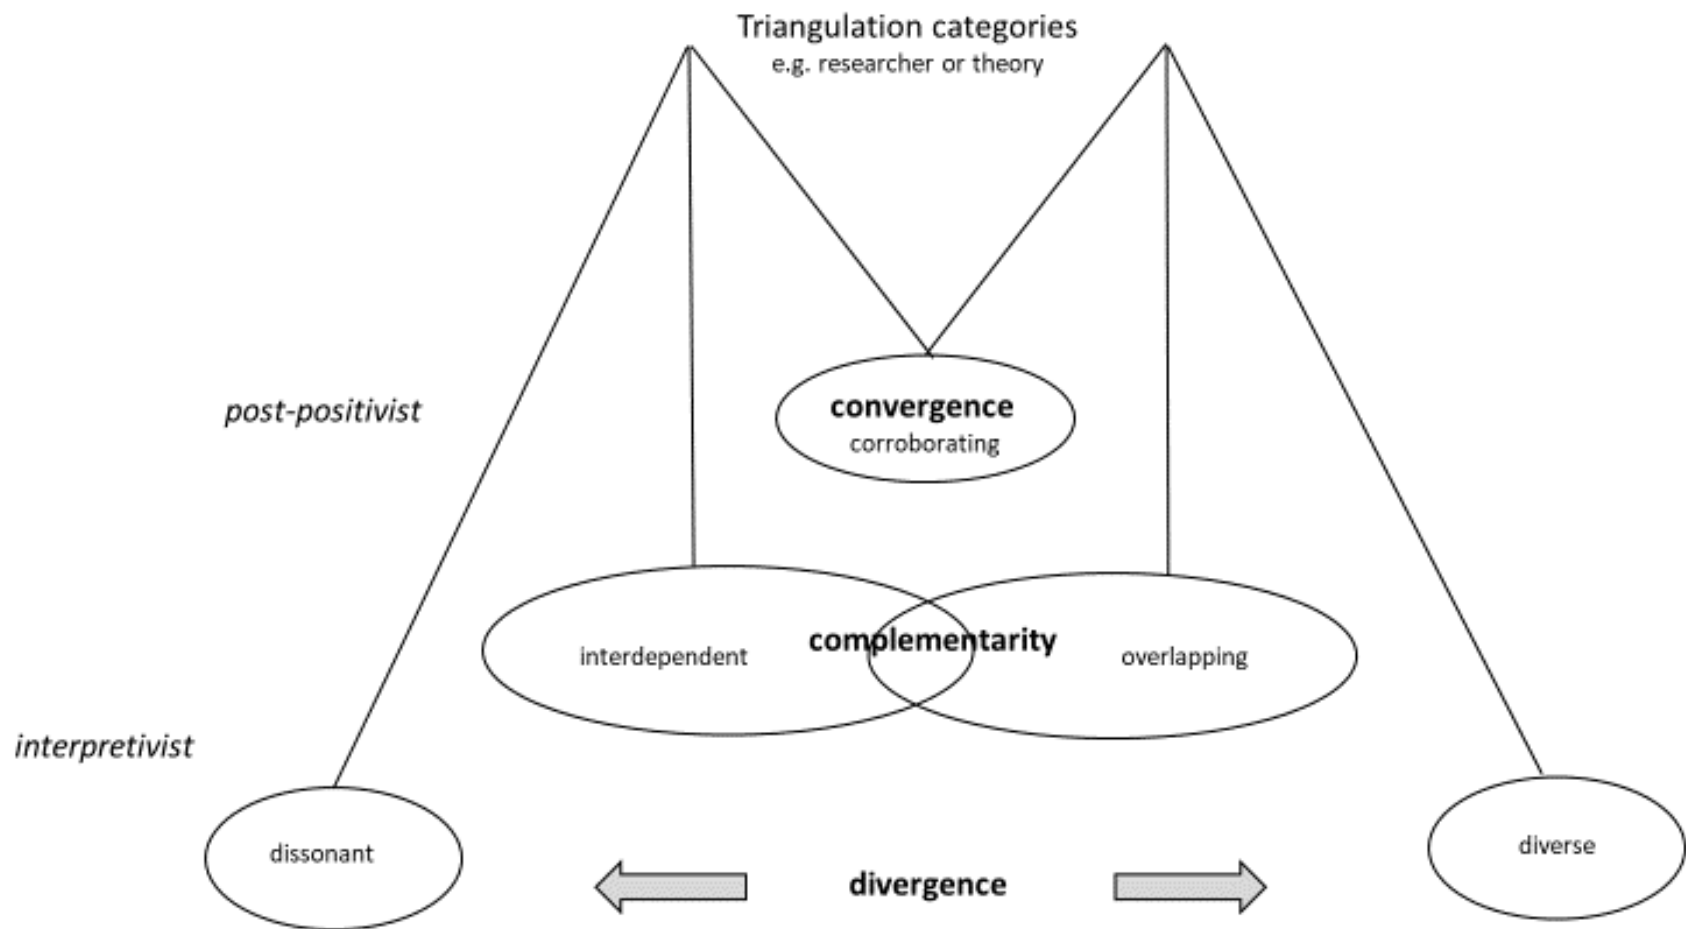 Triangulation categories
e.g. researcher or theory
post-positivist
convergence
corroborating
complementarity
interdependent
overlapping
interpretivist
dissonant
diverse
divergence